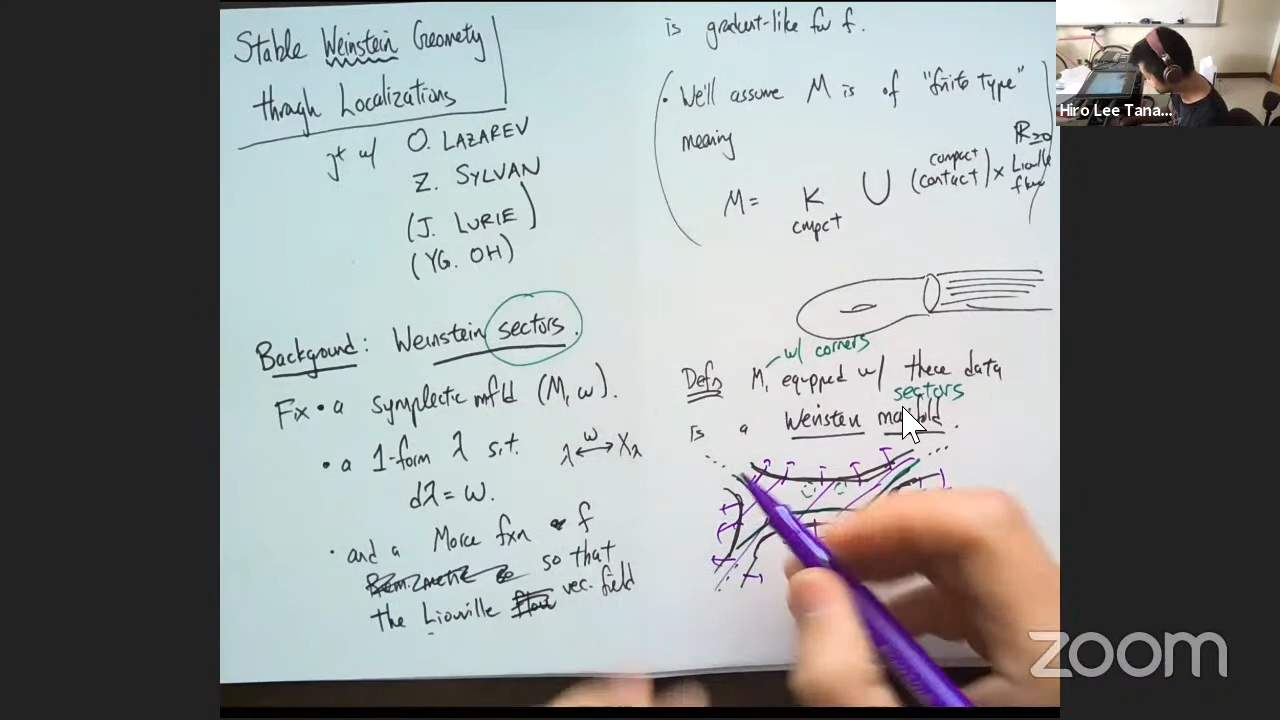 Stable Weinstein Geometry
through Localizations
jt w/ O. LAZAREV
Z. SYLVAN
(J. LURIE)
(YG. OH)
Background: Weinstein sectors.
Fix • a symplectic mfld (M, ω).
• a 1-form λ s.t. λ ↔ X_λ
ω
dλ = ω.
• and a Morse fxn f
so that
the Liouville vec. field
is gradient-like for f.
• We'll assume M is of "finite type"
meaning
M = K ∪ (contact) ×
cmpct
compact
ℝ≥0
Liouville
flow
w/ corners
Defn M, equipped w/ these data
sectors
Is a Weinstein manifold.
Hiro Lee Tana...
zoom